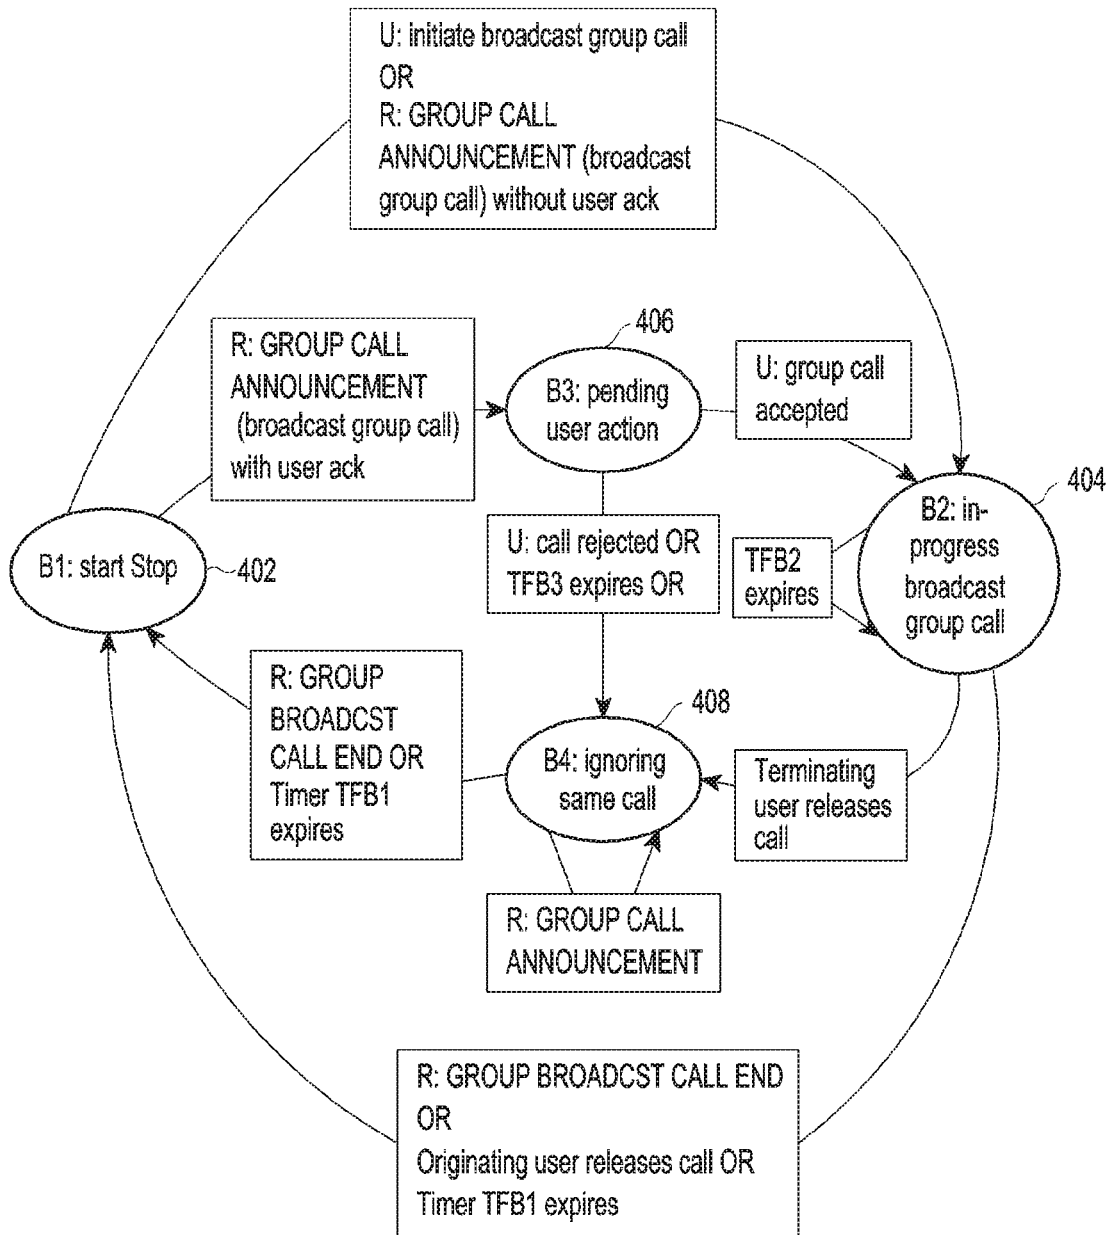 U: initiate broadcast group call
OR
R: GROUP CALL
ANNOUNCEMENT (broadcast
group call) without user ack
406
R: GROUP CALL
ANNOUNCEMENT
(broadcast group call)
with user ack
B3: pending
user action
U: group call
accepted
404
B1: start Stop
402
U: call rejected OR
TFB3 expires OR
TFB2
expires
B2: in-
progress
broadcast
group call
R: GROUP
BROADCST
CALL END OR
Timer TFB1
expires
408
B4: ignoring
same call
Terminating
user releases
call
R: GROUP CALL
ANNOUNCEMENT
R: GROUP BROADCST CALL END
OR
Originating user releases call OR
Timer TFB1 expires